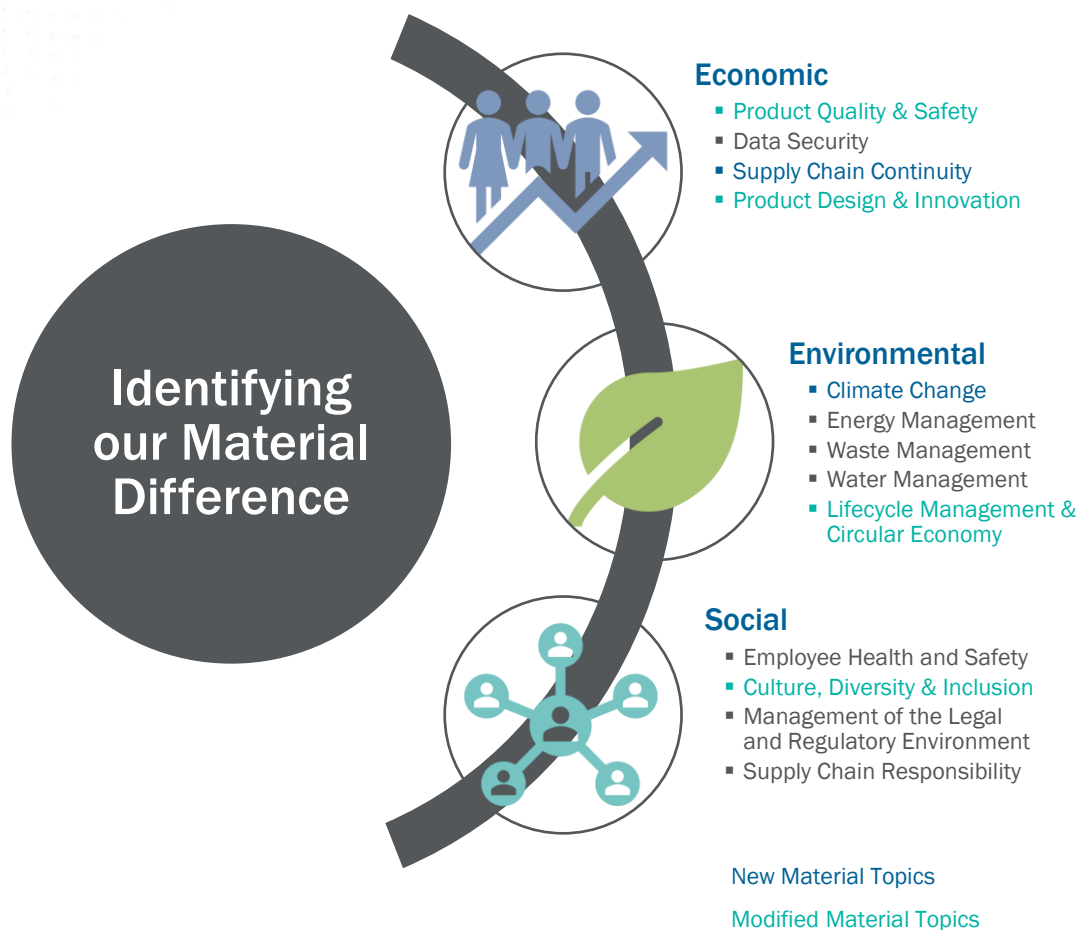 Identifying
our Material
Difference
Economic
▪ Product Quality & Safety
▪ Data Security
▪ Supply Chain Continuity
▪ Product Design & Innovation
Environmental
▪ Climate Change
▪ Energy Management
▪ Waste Management
▪ Water Management
▪ Lifecycle Management &
Circular Economy
Social
▪ Employee Health and Safety
▪ Culture, Diversity & Inclusion
▪ Management of the Legal
and Regulatory Environment
▪ Supply Chain Responsibility
New Material Topics
Modified Material Topics